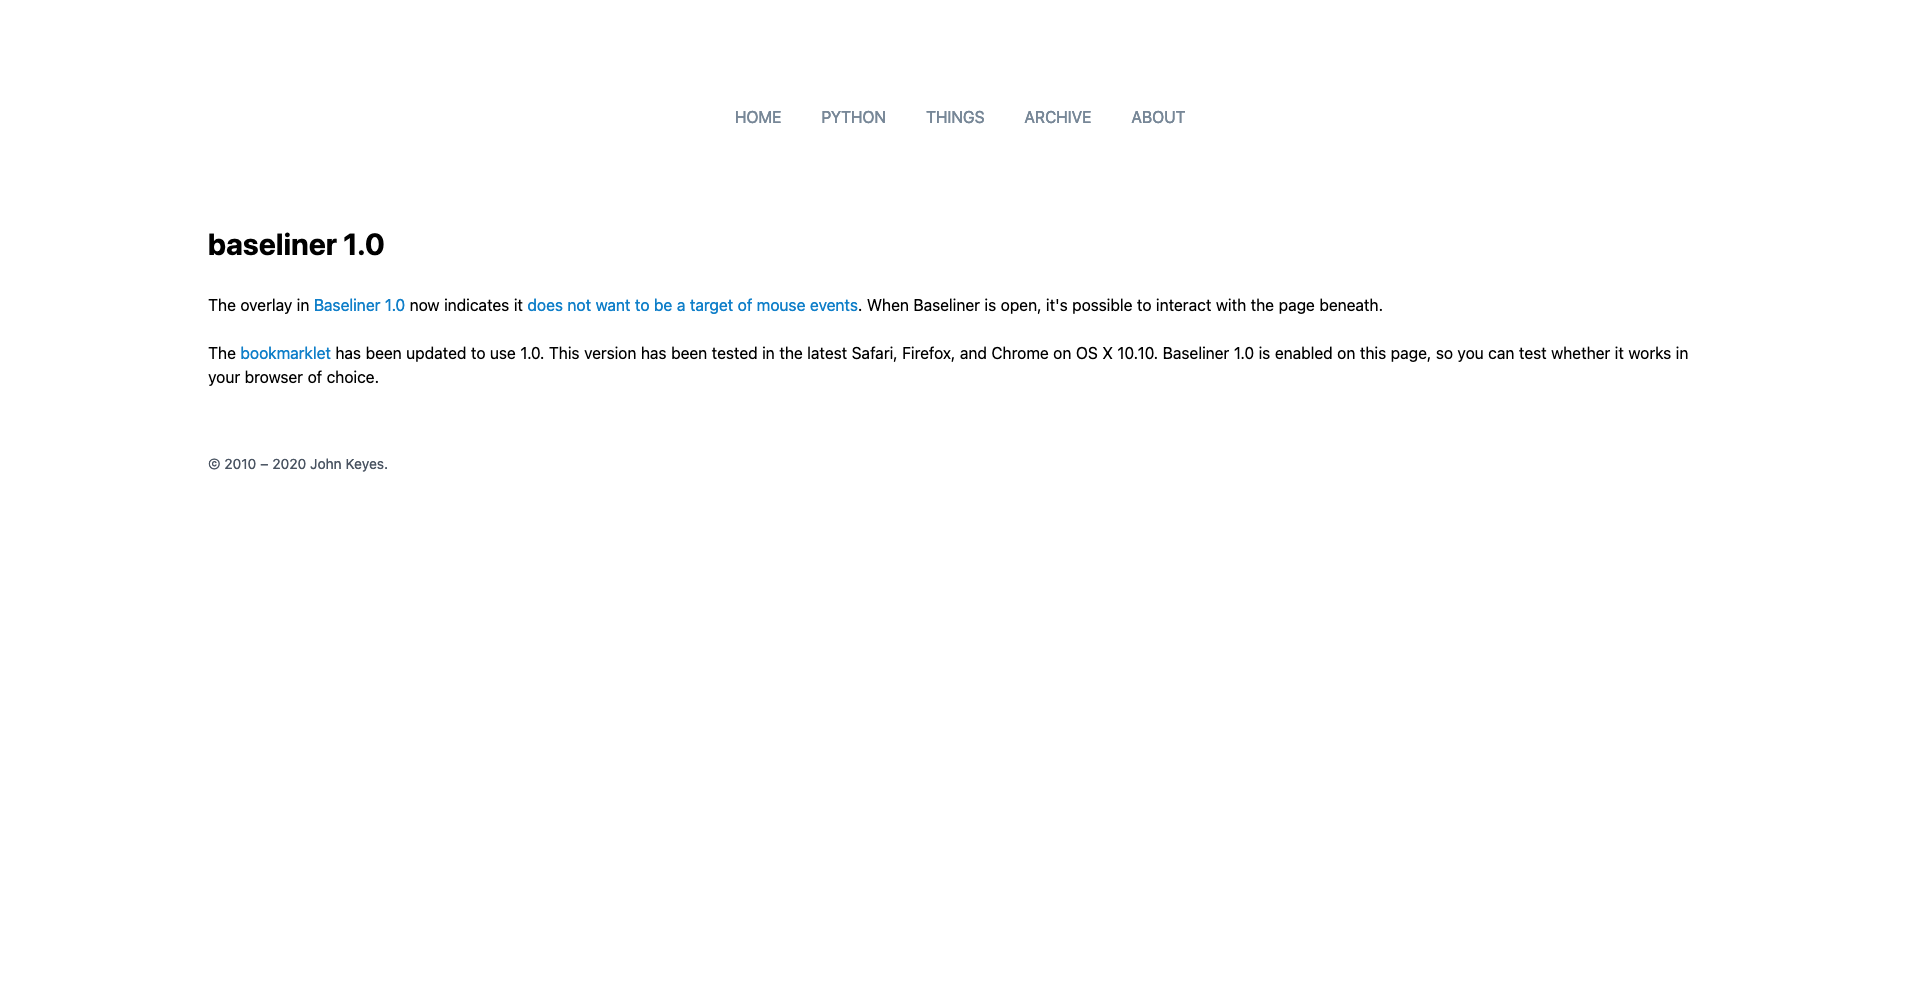 HOME PYTHON THINGS ARCHIVE ABOUT
baseliner 1.0
The overlay in Baseliner 1.0 now indicates it does not want to be a target of mouse events. When Baseliner is open, it's possible to interact with the page beneath.
The bookmarklet has been updated to use 1.0. This version has been tested in the latest Safari, Firefox, and Chrome on OS X 10.10. Baseliner 1.0 is enabled on this page, so you can test whether it works in
your browser of choice.
© 2010 – 2020 John Keyes.